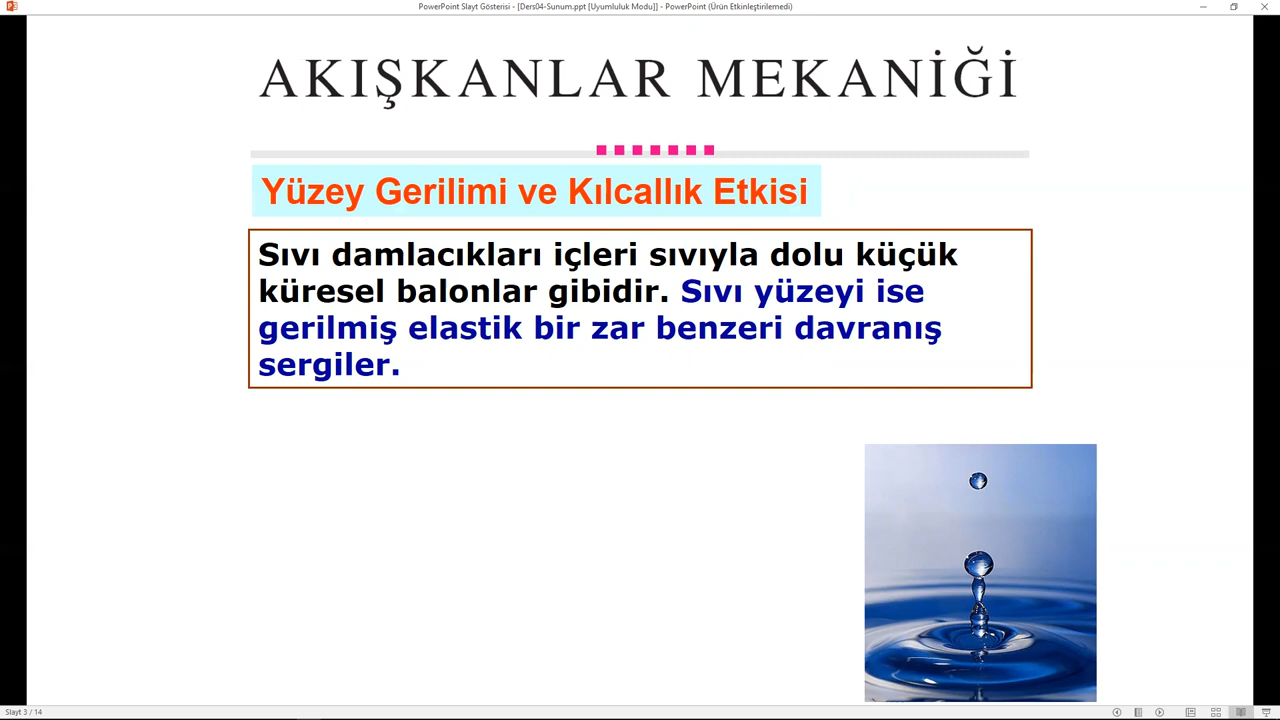 PowerPoint Slayt Gösterisi - [Ders04-Sunum.ppt [Uyumluluk Modu]] - PowerPoint (Ürün Etkinleştirilemedi)
AKIŞKANLAR MEKANİĞİ
Yüzey Gerilimi ve Kılcallık Etkisi
Sıvı damlacıkları içleri sıvıyla dolu küçük
küresel balonlar gibidir. Sıvı yüzeyi ise
gerilmiş elastik bir zar benzeri davranış
sergiler.
Slayt 3 / 14